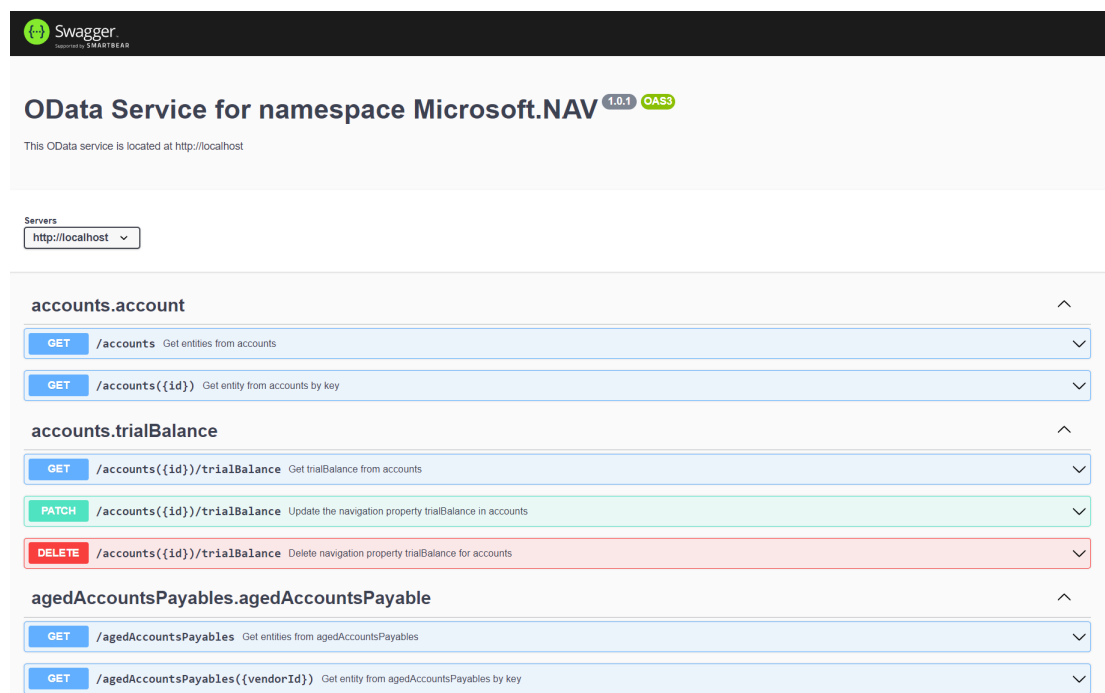 Swagger.
Supported by SMARTBEAR
OData Service for namespace Microsoft.NAV 1.0.1 OAS3
This OData service is located at http://localhost
Servers
http://localhost
accounts.account
GET /accounts Get entities from accounts
GET /accounts({id}) Get entity from accounts by key
accounts.trialBalance
GET /accounts({id})/trialBalance Get trialBalance from accounts
PATCH /accounts({id})/trialBalance Update the navigation property trialBalance in accounts
DELETE /accounts({id})/trialBalance Delete navigation property trialBalance for accounts
agedAccountsPayables.agedAccountsPayable
GET /agedAccountsPayables Get entities from agedAccountsPayables
GET /agedAccountsPayables({vendorId}) Get entity from agedAccountsPayables by key